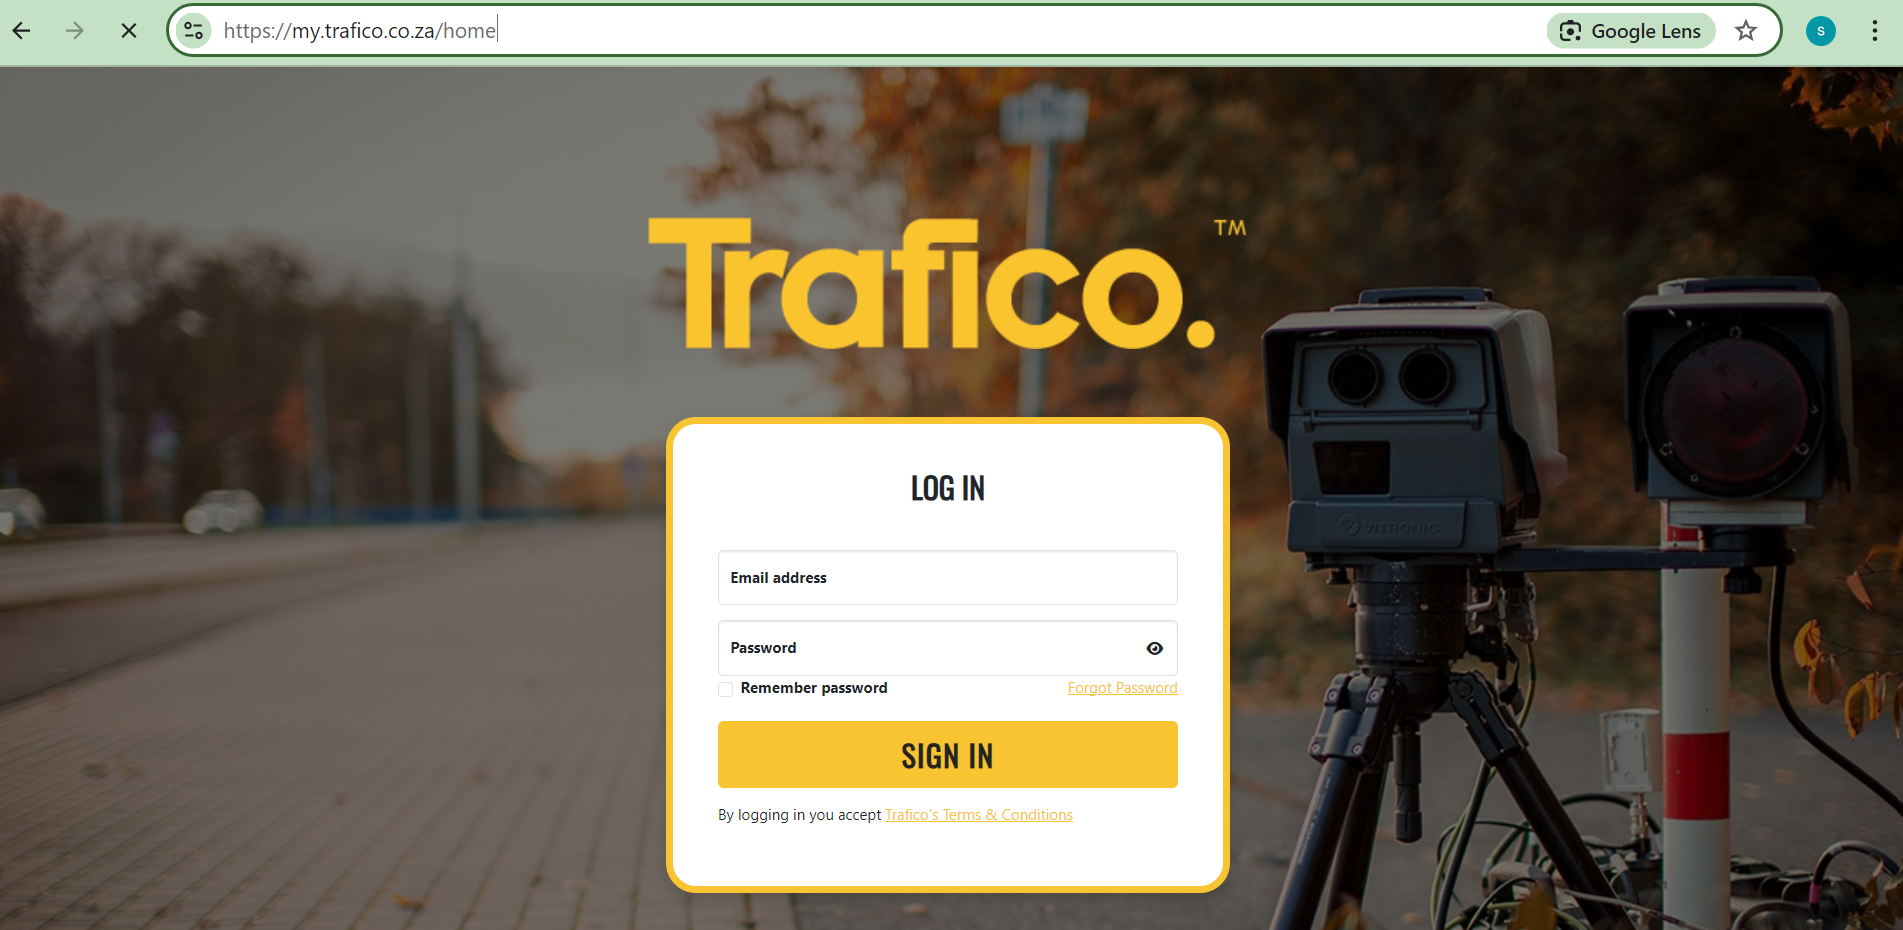 https://my.trafico.co.za/home
Google Lens
S
Trafico.™
LOG IN
Email address
Password
Remember password
Forgot Password
SIGN IN
By logging in you accept Trafico's Terms & Conditions
VITRONIC